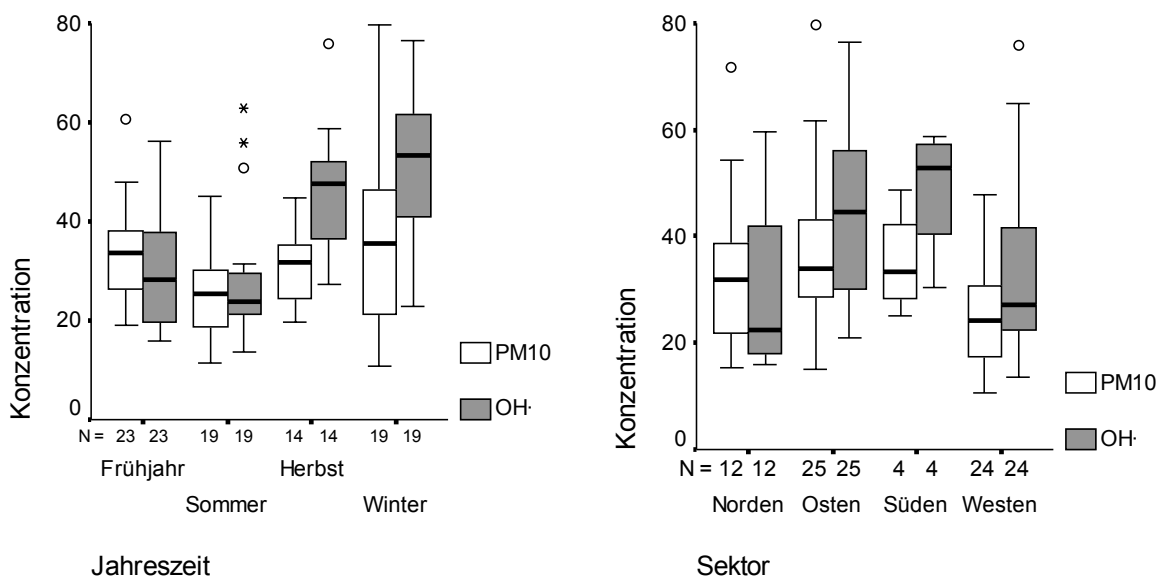 80
60
40
20
0
Konzentration
PM10
OH·
N = 23 23 19 19 14 14 19 19
Frühjahr Herbst
Sommer Winter
Jahreszeit
80
60
40
20
0
Konzentration
PM10
OH·
N = 12 12 25 25 4 4 24 24
Norden Osten Süden Westen
Sektor